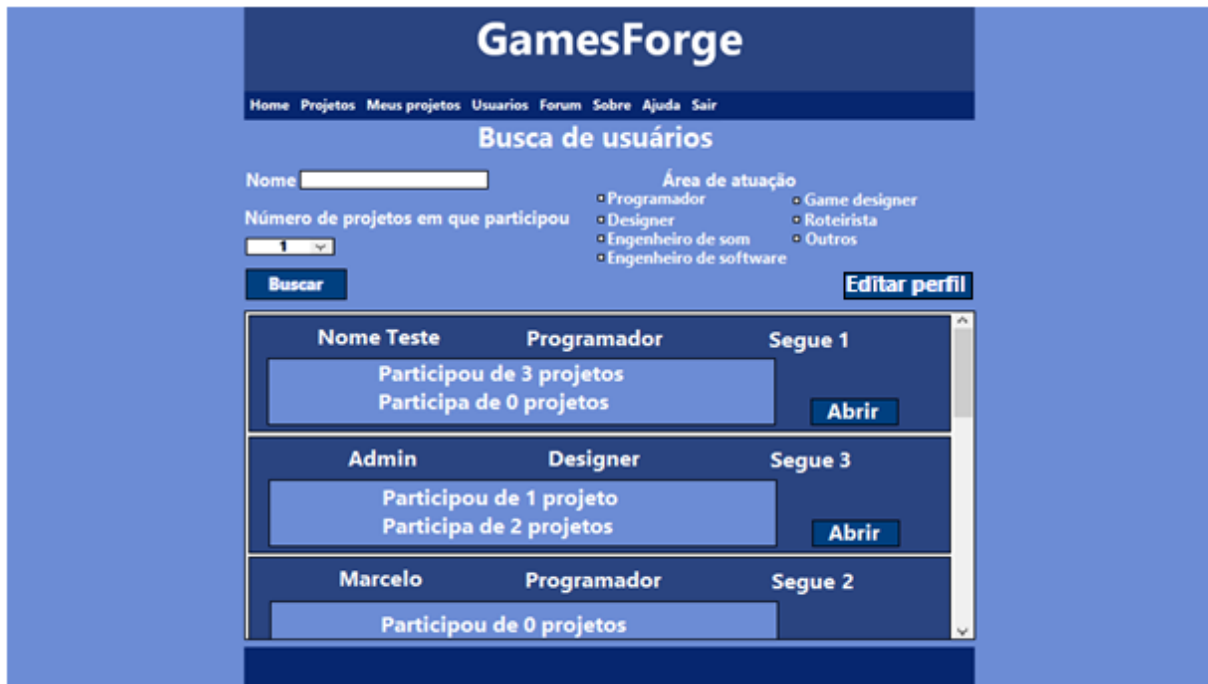 GamesForge
Home Projetos Meus projetos Usuarios Forum Sobre Ajuda Sair
Busca de usuários
Nome
Área de atuação
Programador
Game designer
Número de projetos em que participou
Designer
Roteirista
Engenheiro de som
Outros
1
Engenheiro de software
Buscar
Editar perfil
Nome Teste Programador Segue 1
Participou de 3 projetos
Participa de 0 projetos
Abrir
Admin Designer Segue 3
Participou de 1 projeto
Participa de 2 projetos
Abrir
Marcelo Programador Segue 2
Participou de 0 projetos